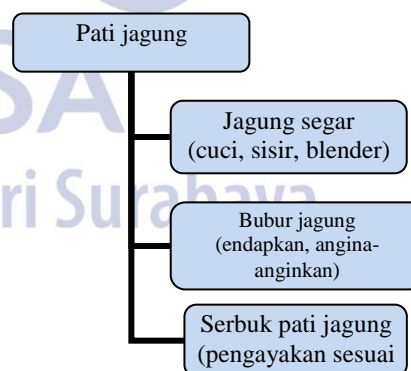 Pati jagung
SA
Jagung segar
(cuci, sisir, blender)
ri Surabaya
Bubur jagung
(endapkan, angina-
anginkan)
Serbuk pati jagung
(pengayakan sesuai